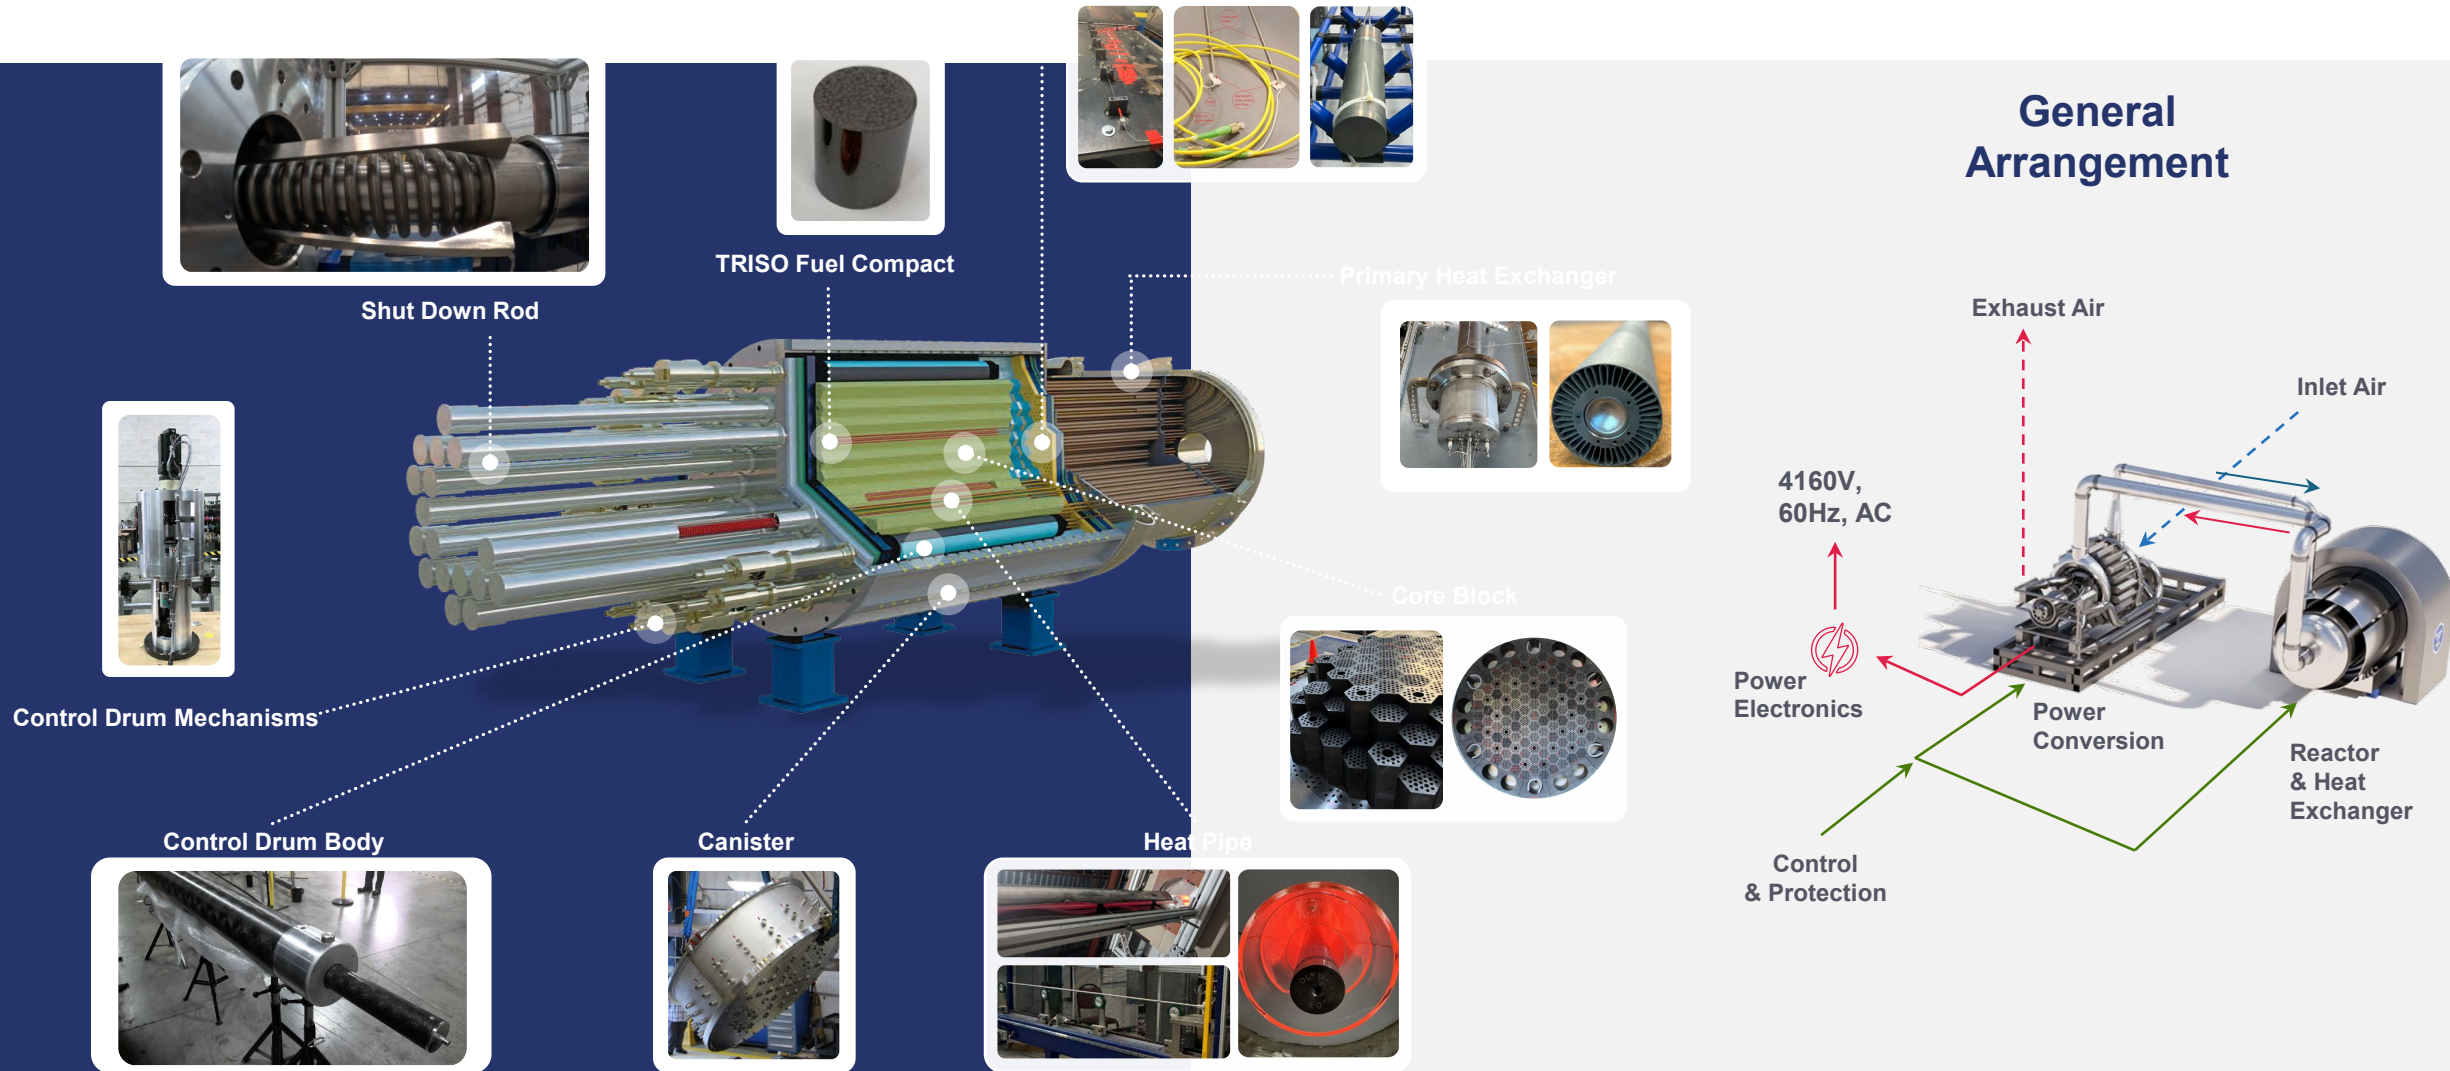 General
Arrangement
TRISO Fuel Compact
Primary Heat Exchanger
Shut Down Rod
Exhaust Air
Inlet Air
4160V,
60Hz, AC
Core Block
Power
Electronics
Power
Conversion
Control Drum Mechanisms
Reactor
& Heat
Exchanger
Control Drum Body
Canister
Heat Pipe
Control
& Protection